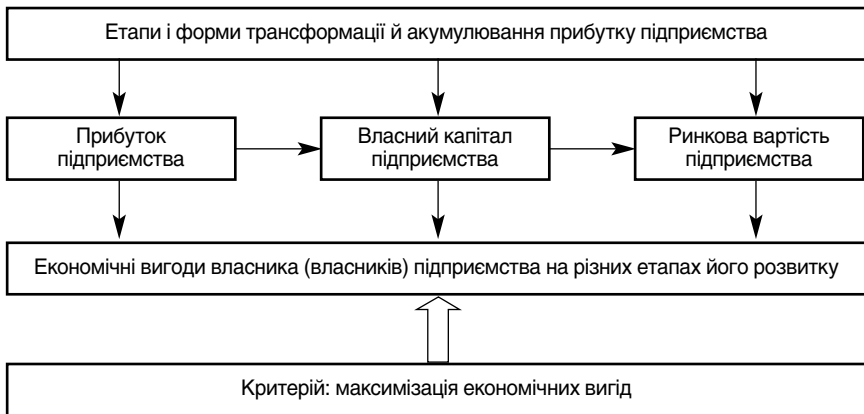 Етапи і форми трансформації й акумулювання прибутку підприємства
Прибуток
підприємства
Власний капітал
підприємства
Ринкова вартість
підприємства
Економічні вигоди власника (власників) підприємства на різних етапах його розвитку
Критерій: максимізація економічних вигід